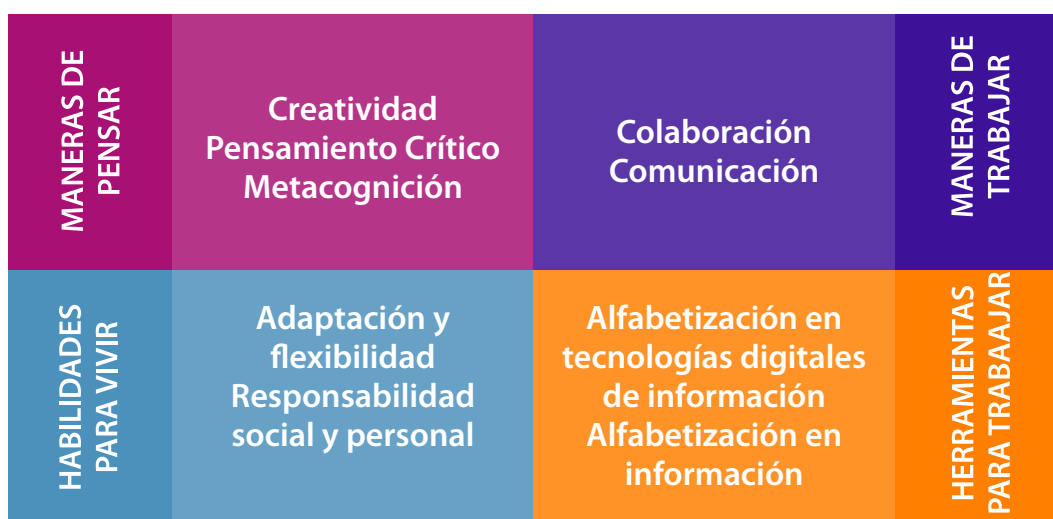 MANERAS DE
PENSAR
Creatividad
Pensamiento Crítico
Metacognición
Colaboración
Comunicación
MANERAS DE
TRABAJAR
HABILIDADES
PARA VIVIR
Adaptación y
flexibilidad
Responsabilidad
social y personal
Alfabetización en
tecnologías digitales
de información
Alfabetización en
información
HERRAMIENTAS
PARA TRABAAJAR